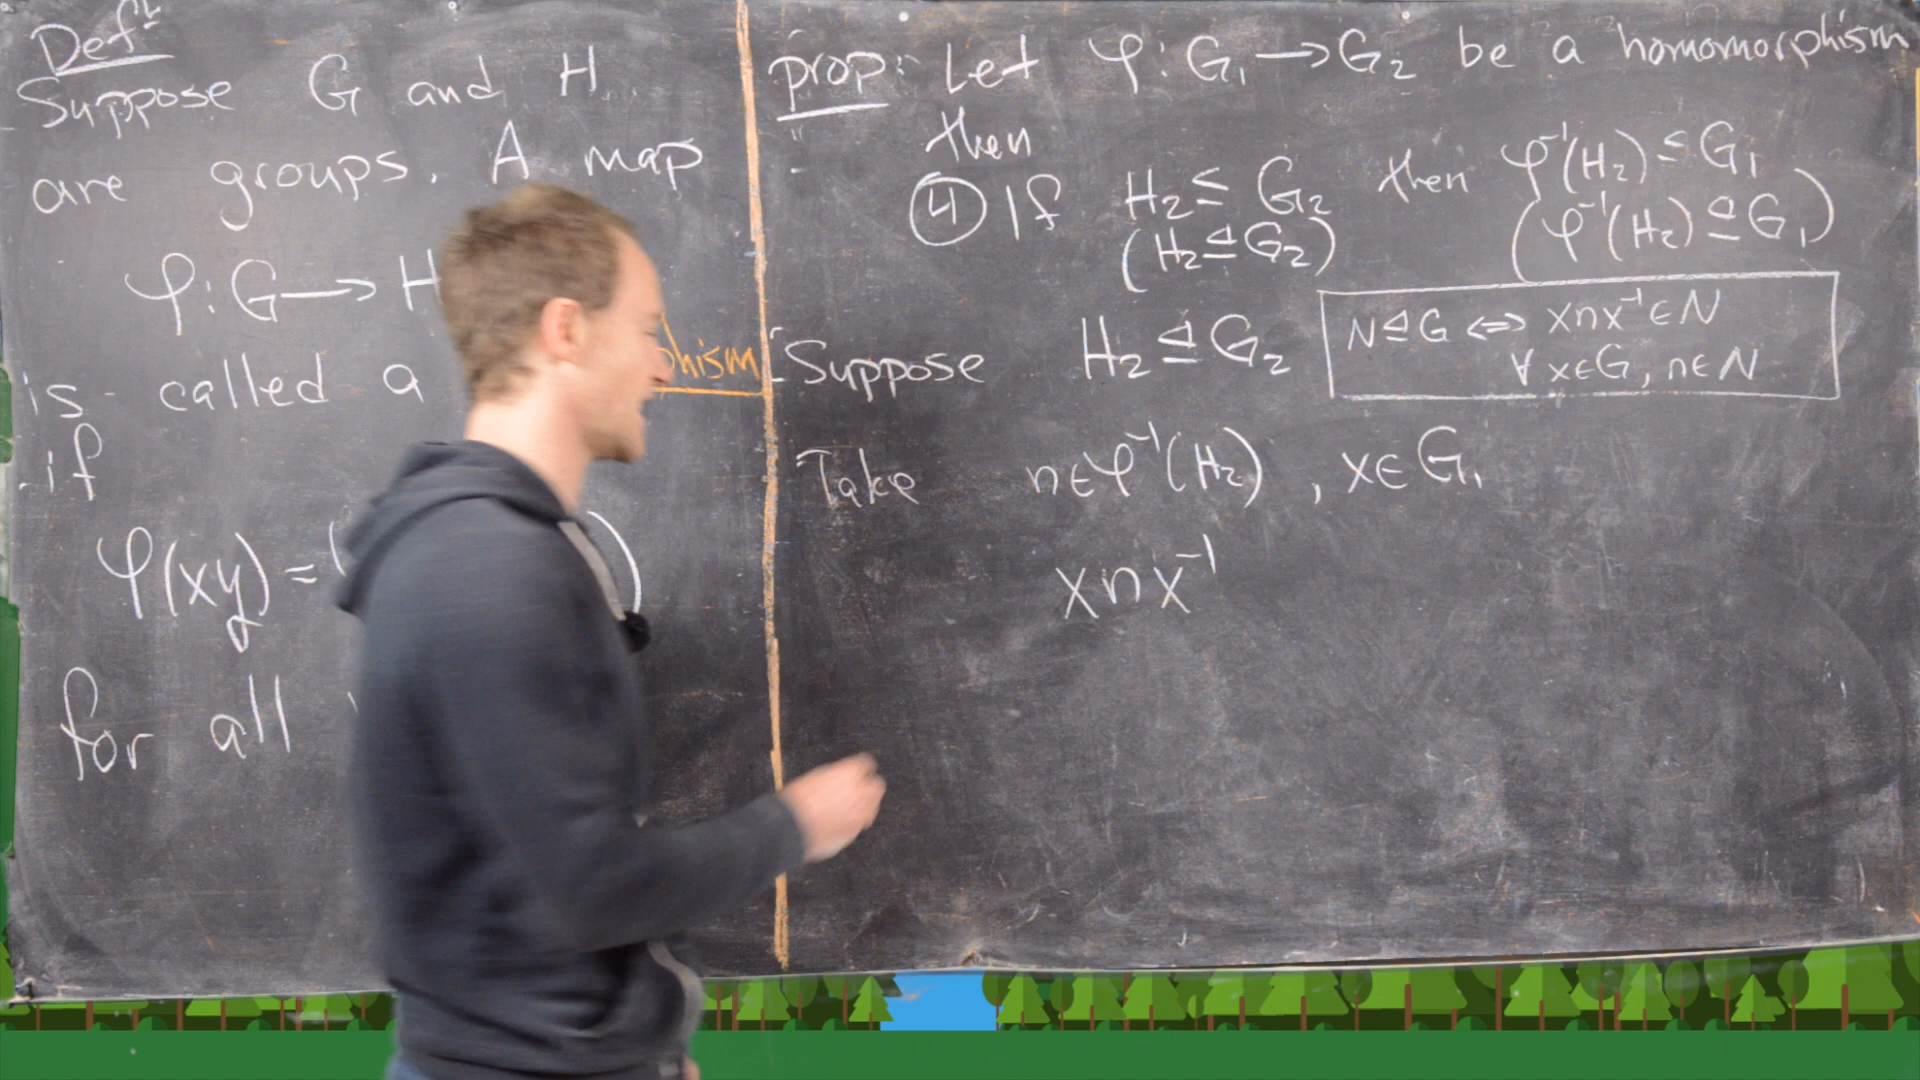 Defⁿ
Suppose G and H
are groups. A map
φ: G → H
is called a phism
if
φ(xy) = )
for all
prop: Let φ: G₁ → G₂ be a homomorphism
then
④ If H₂ ≤ G₂ then φ⁻¹(H₂) ≤ G₁
(H₂ ⊴ G₂) (φ⁻¹(H₂) ⊴ G₁)
Suppose H₂ ⊴ G₂
N ⊴ G ⟺ xnx⁻¹ ∈ N
∀ x∈G, n∈N
Take n∈φ⁻¹(H₂), x∈G₁
xnx⁻¹